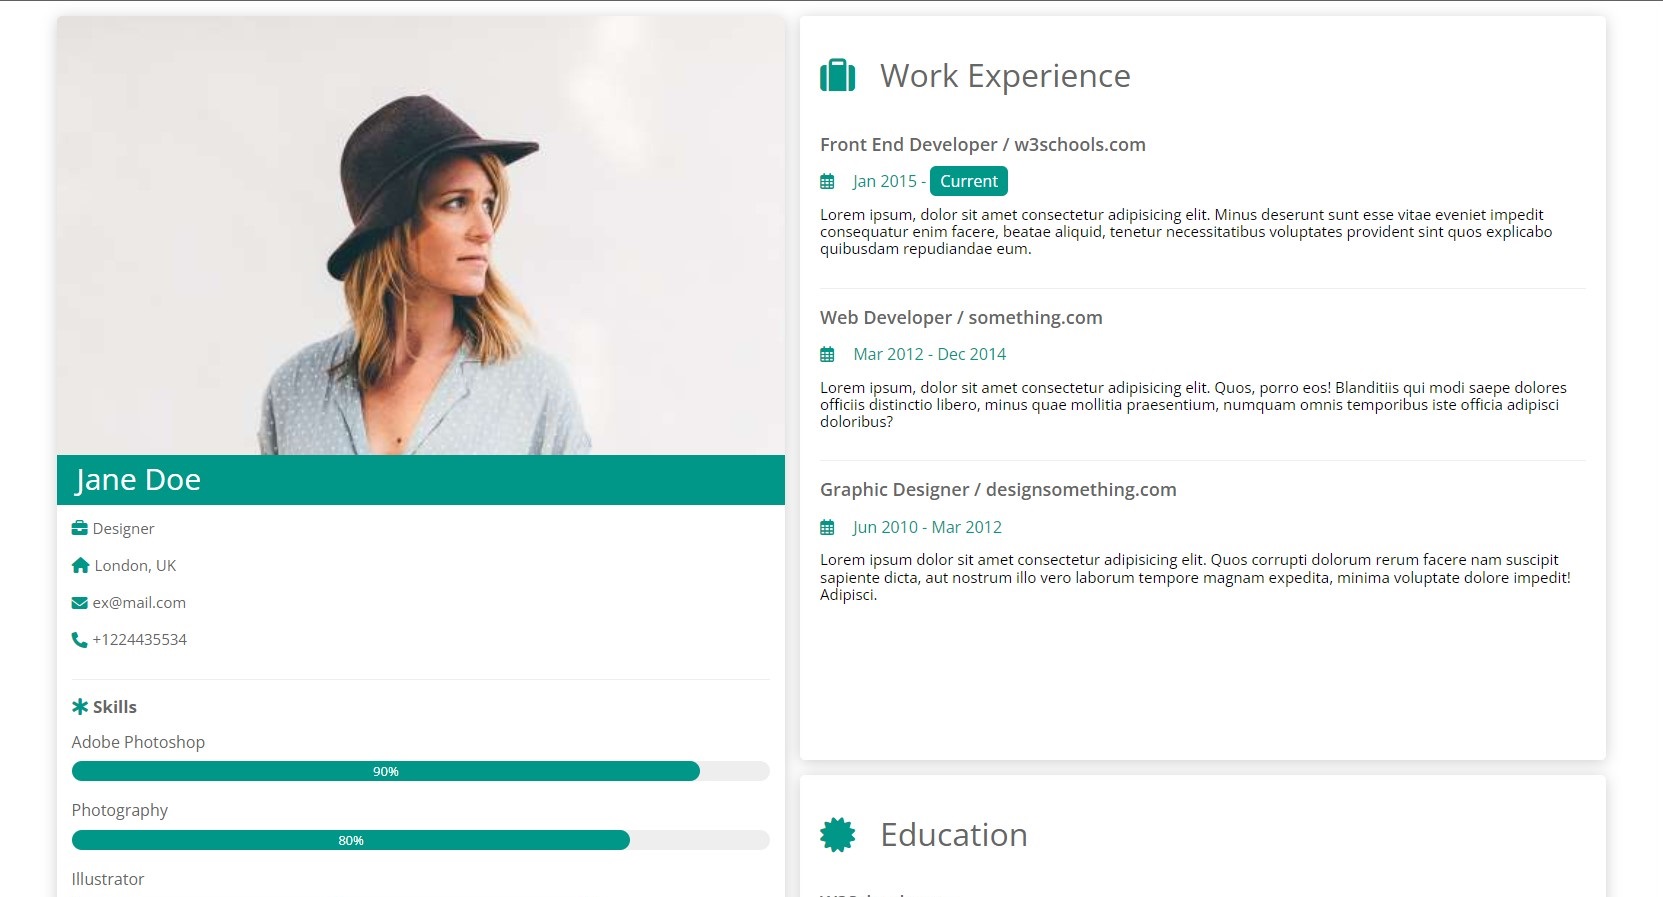 Jane Doe
Designer
London, UK
ex@mail.com
+1224435534
Skills
Adobe Photoshop
90%
Photography
80%
Illustrator
Work Experience
Front End Developer / w3schools.com
Jan 2015 - Current
Lorem ipsum, dolor sit amet consectetur adipisicing elit. Minus deserunt sunt esse vitae eveniet impedit
consequatur enim facere, beatae aliquid, tenetur necessitatibus voluptates provident sint quos explicabo
quibusdam repudiandae eum.
Web Developer / something.com
Mar 2012 - Dec 2014
Lorem ipsum, dolor sit amet consectetur adipisicing elit. Quos, porro eos! Blanditiis qui modi saepe dolores
officiis distinctio libero, minus quae mollitia praesentium, numquam omnis temporibus iste officia adipisci
doloribus?
Graphic Designer / designsomething.com
Jun 2010 - Mar 2012
Lorem ipsum dolor sit amet consectetur adipisicing elit. Quos corrupti dolorum rerum facere nam suscipit
sapiente dicta, aut nostrum illo vero laborum tempore magnam expedita, minima voluptate dolore impedit!
Adipisci.
Education